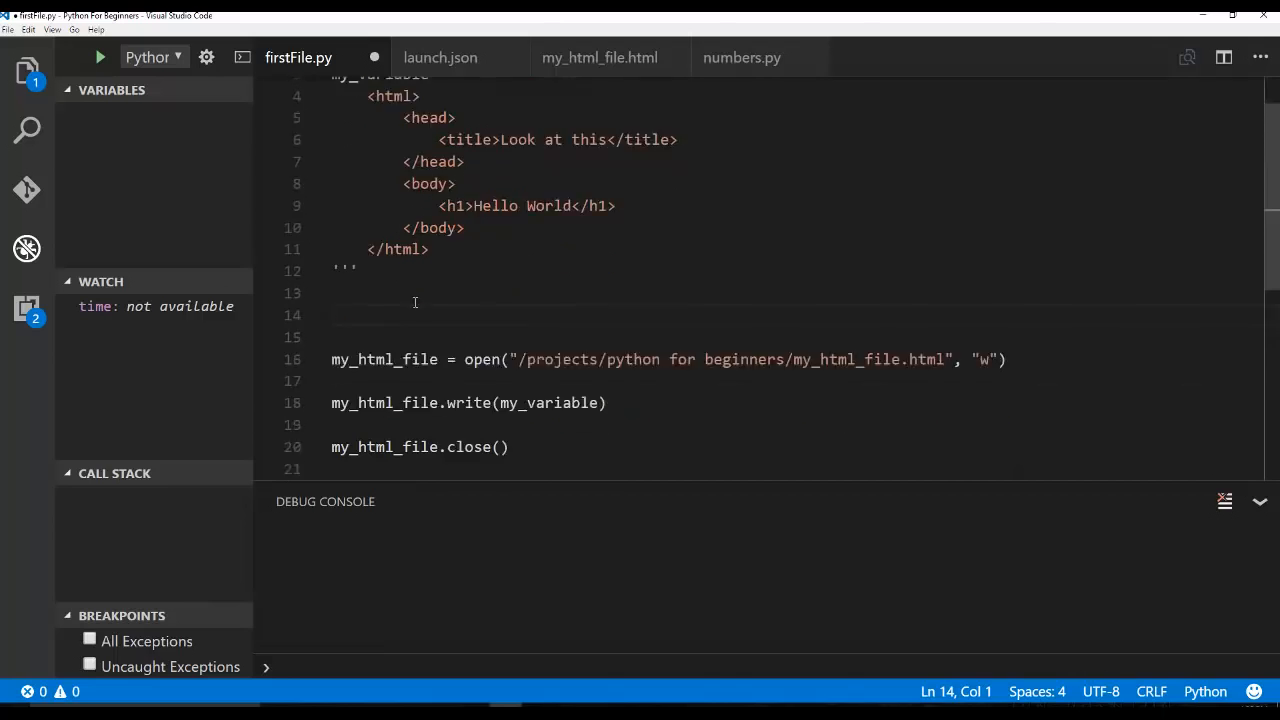 firstFile.py - Python For Beginners - Visual Studio Code
File Edit View Go Help
1
Python
firstFile.py
launch.json
my_html_file.html
numbers.py
VARIABLES
WATCH
time: not available
2
CALL STACK
BREAKPOINTS
All Exceptions
Uncaught Exceptions
my_variable
4 <html>
5 <head>
6 <title>Look at this</title>
7 </head>
8 <body>
9 <h1>Hello World</h1>
10 </body>
11 </html>
12 '''
13
14
15
16 my_html_file = open("/projects/python for beginners/my_html_file.html", "w")
17
18 my_html_file.write(my_variable)
19
20 my_html_file.close()
21
DEBUG CONSOLE
0 0
Ln 14, Col 1 Spaces: 4 UTF-8 CRLF Python